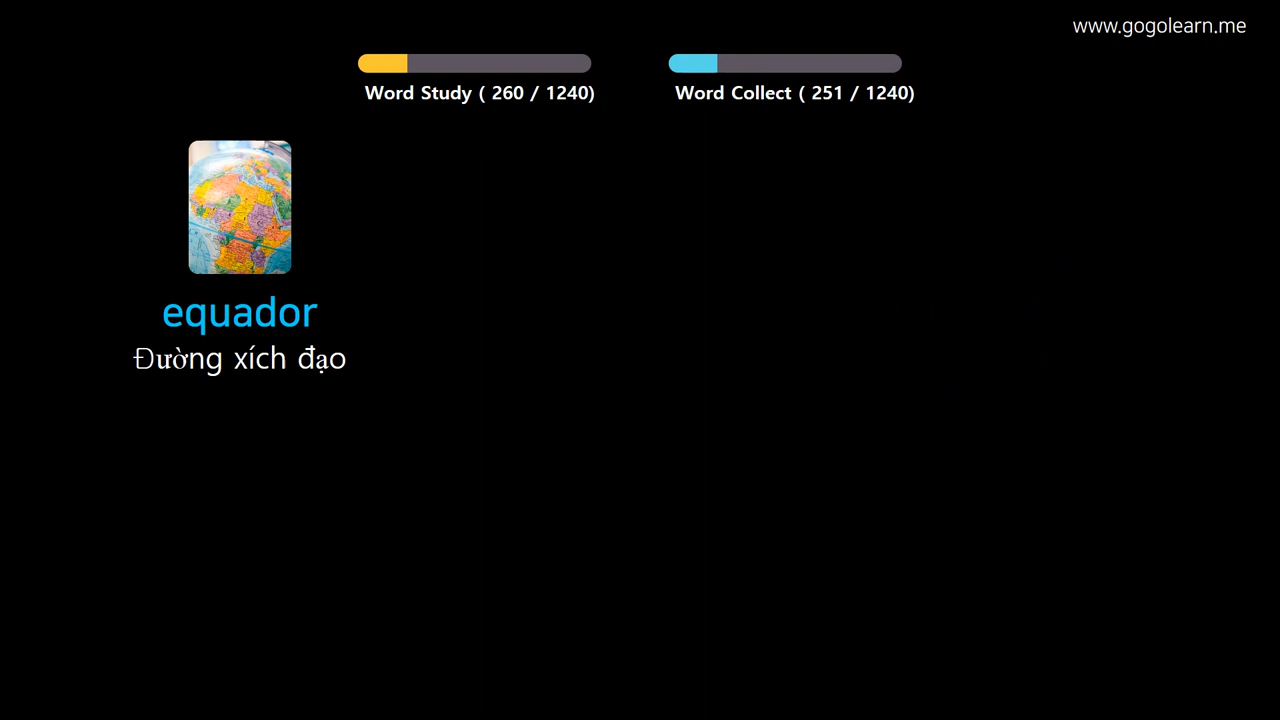 www.gogolearn.me
Word Study ( 260 / 1240)
Word Collect ( 251 / 1240)
equador
Đường xích đạo